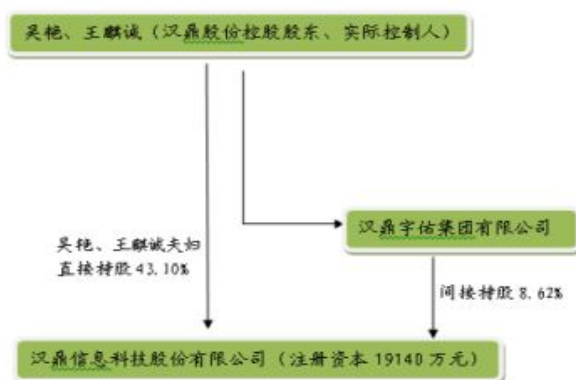 吴艳、王麒诚（汉鼎股份控股股东、实际控制人）
汉鼎宇佑集团有限公司
吴艳、王麒诚夫妇
直接持股 43.10%
间接持股 8.62%
汉鼎信息科技股份有限公司（注册资本 19140 万元）